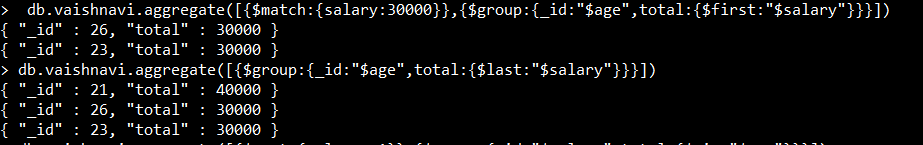 >  db.vaishnavi.aggregate([{$match:{salary:30000}},{$group:{_id:"$age",total:{$first:"$salary"}}}])
{ "_id" : 26, "total" : 30000 }
{ "_id" : 23, "total" : 30000 }
> db.vaishnavi.aggregate([{$group:{_id:"$age",total:{$last:"$salary"}}}])
{ "_id" : 21, "total" : 40000 }
{ "_id" : 26, "total" : 30000 }
{ "_id" : 23, "total" : 30000 }